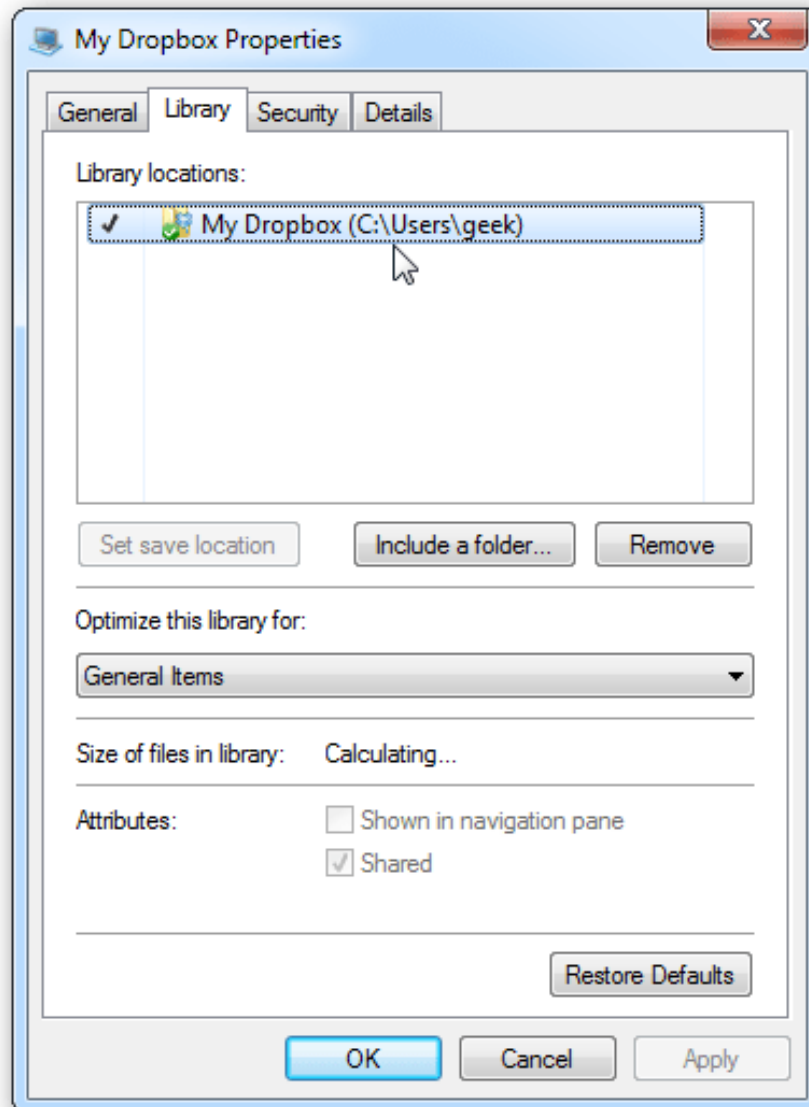 My Dropbox Properties
General Library Security Details
Library locations:
My Dropbox (C:\Users\geek)
Set save location Include a folder... Remove
Optimize this library for:
General Items
Size of files in library: Calculating...
Attributes: Shown in navigation pane
Shared
Restore Defaults
OK Cancel Apply